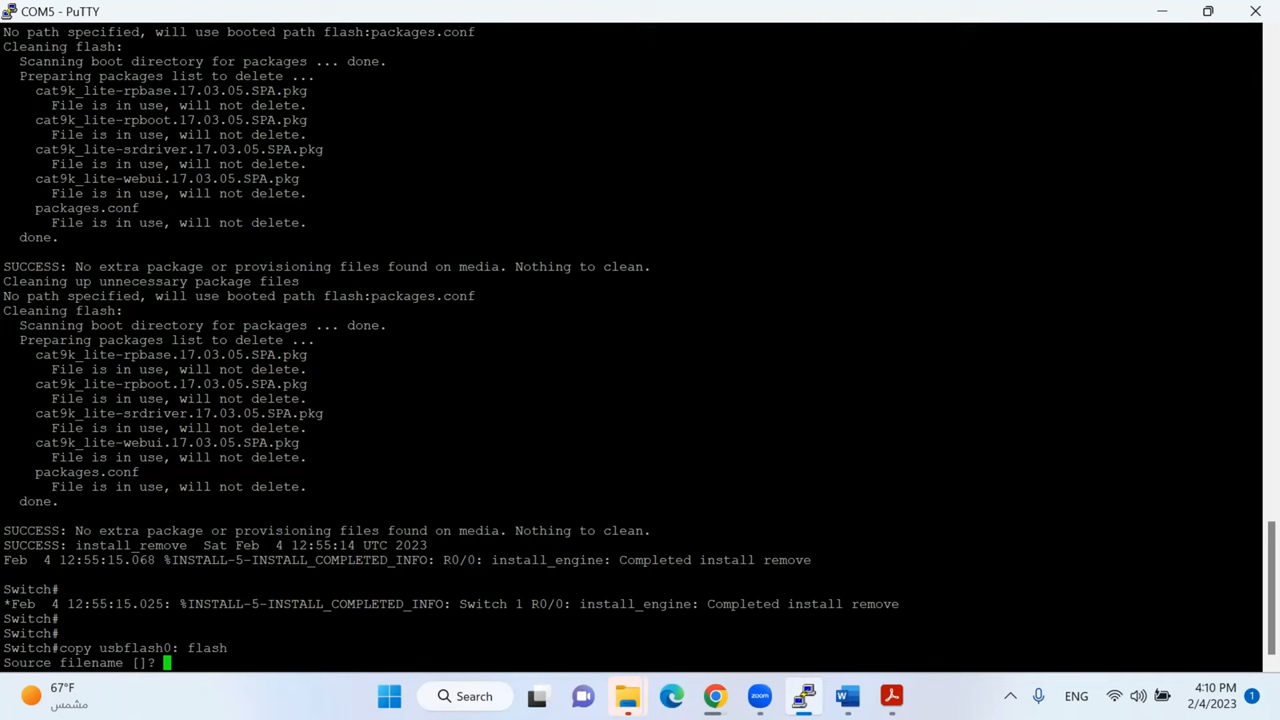 COM5 - PuTTY
No path specified, will use booted path flash:packages.conf
Cleaning flash:
  Scanning boot directory for packages ... done.
  Preparing packages list to delete ...
    cat9k_lite-rpbase.17.03.05.SPA.pkg
      File is in use, will not delete.
    cat9k_lite-rpboot.17.03.05.SPA.pkg
      File is in use, will not delete.
    cat9k_lite-srdriver.17.03.05.SPA.pkg
      File is in use, will not delete.
    cat9k_lite-webui.17.03.05.SPA.pkg
      File is in use, will not delete.
    packages.conf
      File is in use, will not delete.
  done.
SUCCESS: No extra package or provisioning files found on media. Nothing to clean.
Cleaning up unnecessary package files
No path specified, will use booted path flash:packages.conf
Cleaning flash:
  Scanning boot directory for packages ... done.
  Preparing packages list to delete ...
    cat9k_lite-rpbase.17.03.05.SPA.pkg
      File is in use, will not delete.
    cat9k_lite-rpboot.17.03.05.SPA.pkg
      File is in use, will not delete.
    cat9k_lite-srdriver.17.03.05.SPA.pkg
      File is in use, will not delete.
    cat9k_lite-webui.17.03.05.SPA.pkg
      File is in use, will not delete.
    packages.conf
      File is in use, will not delete.
  done.
SUCCESS: No extra package or provisioning files found on media. Nothing to clean.
SUCCESS: install_remove  Sat Feb  4 12:55:14 UTC 2023
Feb  4 12:55:15.068 %INSTALL-5-INSTALL_COMPLETED_INFO: R0/0: install_engine: Completed install remove
Switch#
*Feb  4 12:55:15.025: %INSTALL-5-INSTALL_COMPLETED_INFO: Switch 1 R0/0: install_engine: Completed install remove
Switch#
Switch#
Switch#copy usbflash0: flash
Source filename []?
67°F
مشمس
Search
zoom
W
ENG
4:10 PM
2/4/2023
1